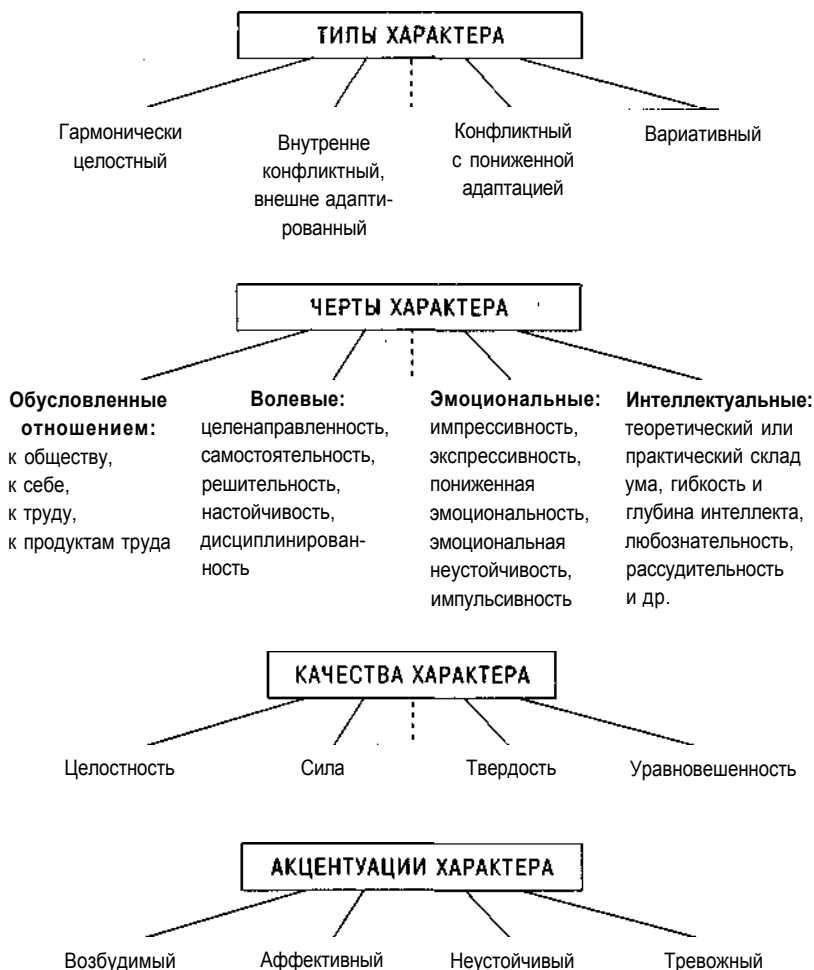 ТИПЫ ХАРАКТЕРА
Гармонически
целостный
Внутренне
конфликтный,
внешне адапти-
рованный
Конфликтный
с пониженной
адаптацией
Вариативный
ЧЕРТЫ ХАРАКТЕРА
Обусловленные
отношением:
к обществу,
к себе,
к труду,
к продуктам труда
Волевые:
целенаправленность,
самостоятельность,
решительность,
настойчивость,
дисциплинирован-
ность
Эмоциональные:
импрессивность,
экспрессивность,
пониженная
эмоциональность,
эмоциональная
неустойчивость,
импульсивность
Интеллектуальные:
теоретический или
практический склад
ума, гибкость и
глубина интеллекта,
любознательность,
рассудительность
и др.
КАЧЕСТВА ХАРАКТЕРА
Целостность
Сила
Твердость
Уравновешенность
АКЦЕНТУАЦИИ ХАРАКТЕРА
Возбудимый
Аффективный
Неустойчивый
Тревожный